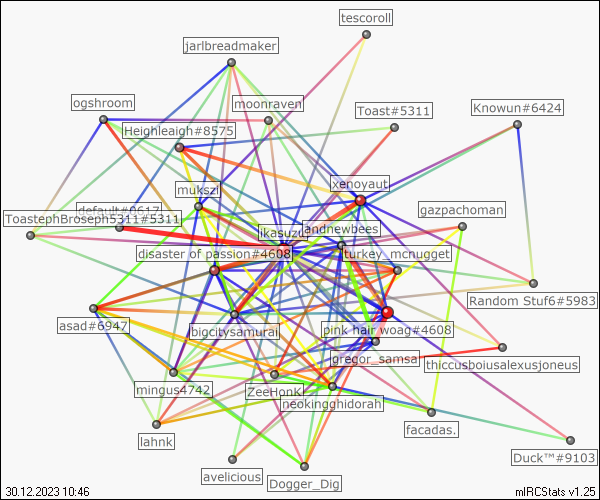 tescoroll
jarlbreadmaker
ogshroom
moonraven
Toast#5311
Knowun#6424
Heighleaigh#8575
mukszi
xenoyaut
default#0617
ToastephBroseph5311#5311
gazpachoman
ikasuzu
landnewbees
disaster of passion#4608
turkey_mcnugget
Random Stuf6#5983
asad#6947
bigcitysamurai
pink hair woag#4608
gregor_samsa
thiccusboiusalexusjoneus
mingus4742
ZeeHonK
neokingghidorah
lahnk
facadas.
Duck™#9103
avelicious
Dogger_Dig
30.12.2023 10:46
mIRCStats v1.25